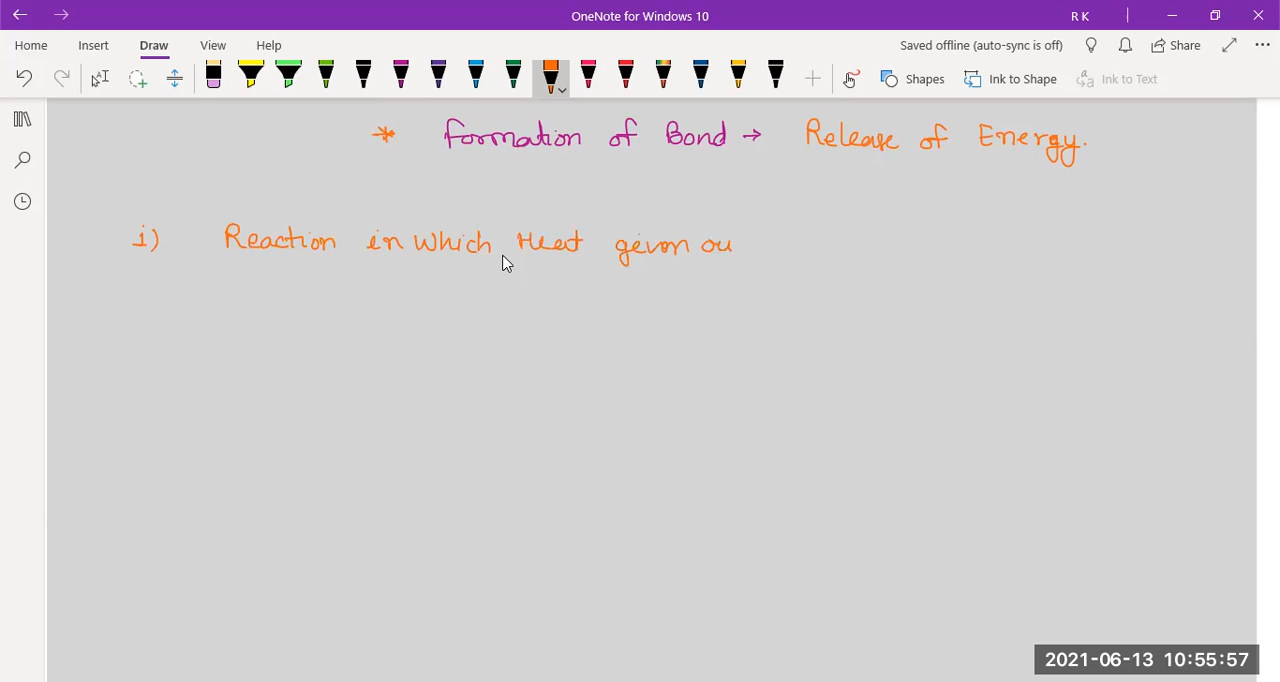 OneNote for Windows 10
R K
Home Insert Draw View Help
Saved offline (auto-sync is off) Share
Shapes Ink to Shape Ink to Text
* Formation of Bond → Release of Energy.
i) Reaction in which Heat given ou
2021-06-13 10:55:57